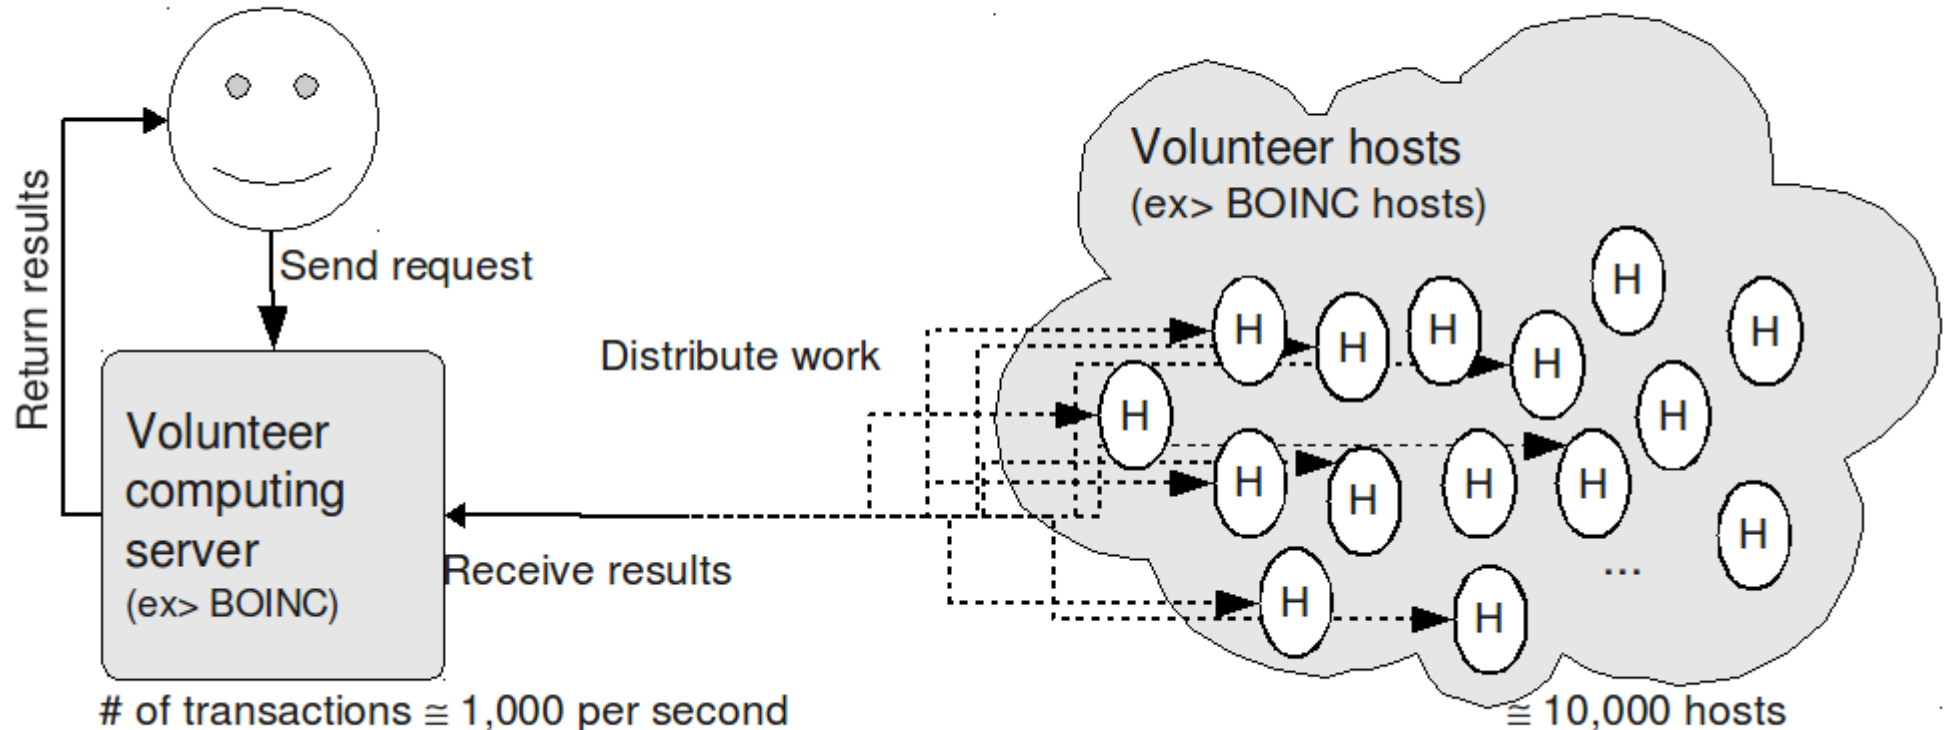 Return results
Send request
Distribute work
Receive results
Volunteer
computing
server
(ex> BOINC)
# of transactions ≅ 1,000 per second
Volunteer hosts
(ex> BOINC hosts)
H
H
H
H
H
H
H
H
H
H
H
H
H
H
...
H
≅ 10,000 hosts